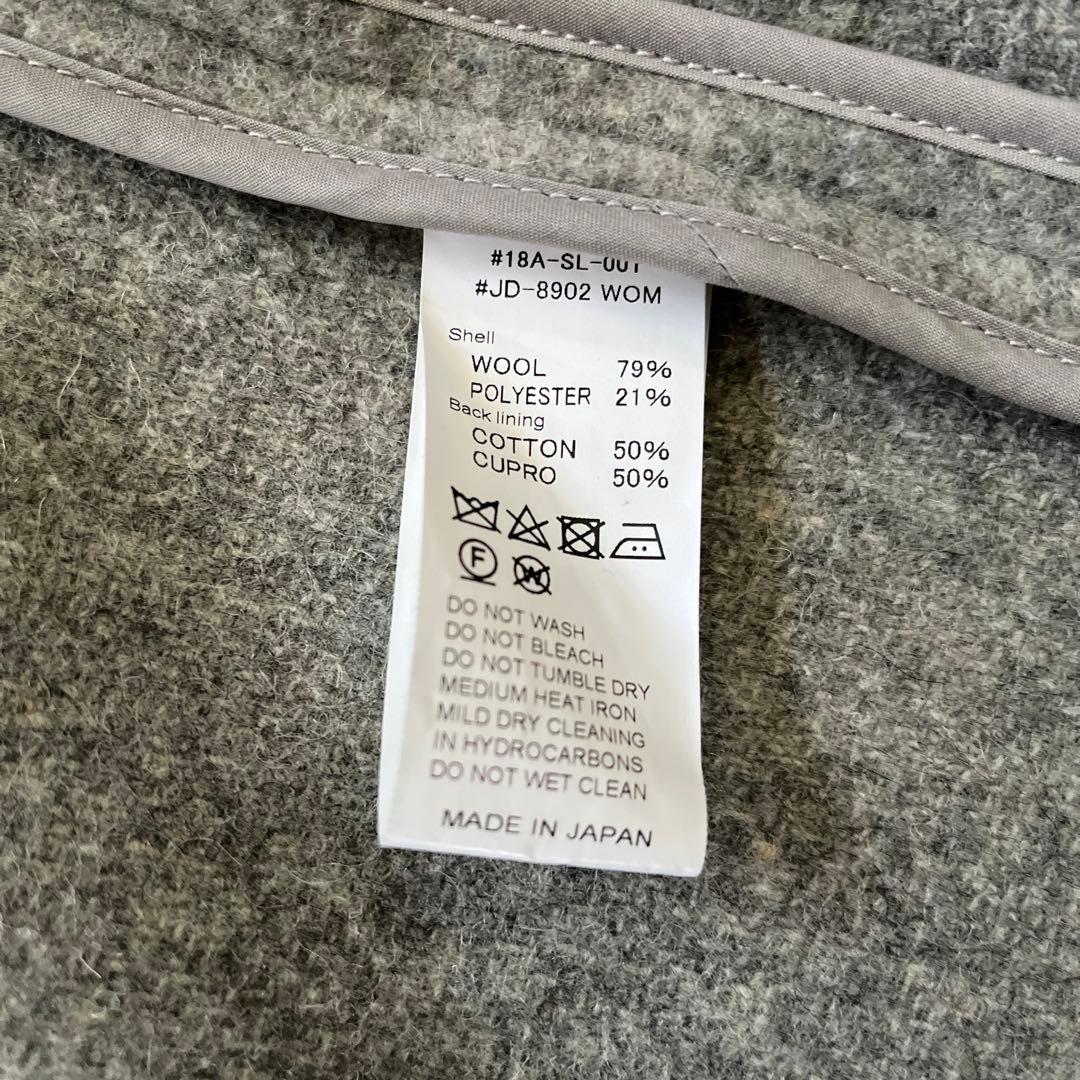 #18A-SL-001
#JD-8902 WOM
Shell
WOOL 79%
POLYESTER 21%
Back lining
COTTON 50%
CUPRO 50%
F W
DO NOT WASH
DO NOT BLEACH
DO NOT TUMBLE DRY
MEDIUM HEAT IRON
MILD DRY CLEANING
IN HYDROCARBONS
DO NOT WET CLEAN
MADE IN JAPAN